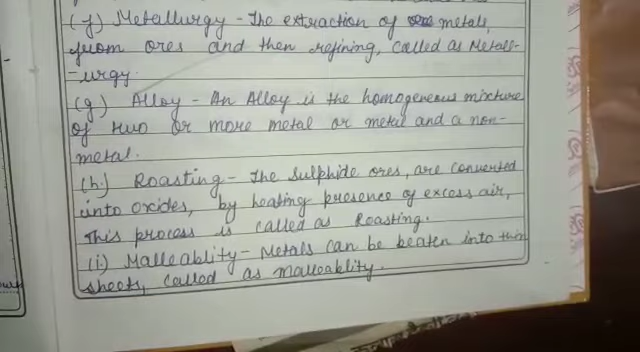 (f) Metallurgy - The extraction of metals,
from ores and then refining, called as Metall-
-urgy.
(g) Alloy - An Alloy is the homogeneous mixture
of two or more metal or metal and a non-
metal.
(h.) Roasting - The sulphide ores, are converted
into oxides, by heating presence of excess air,
This process is called as Roasting.
(i) Malleablity - Metals can be beaten into thin
sheets, called as malleablity.